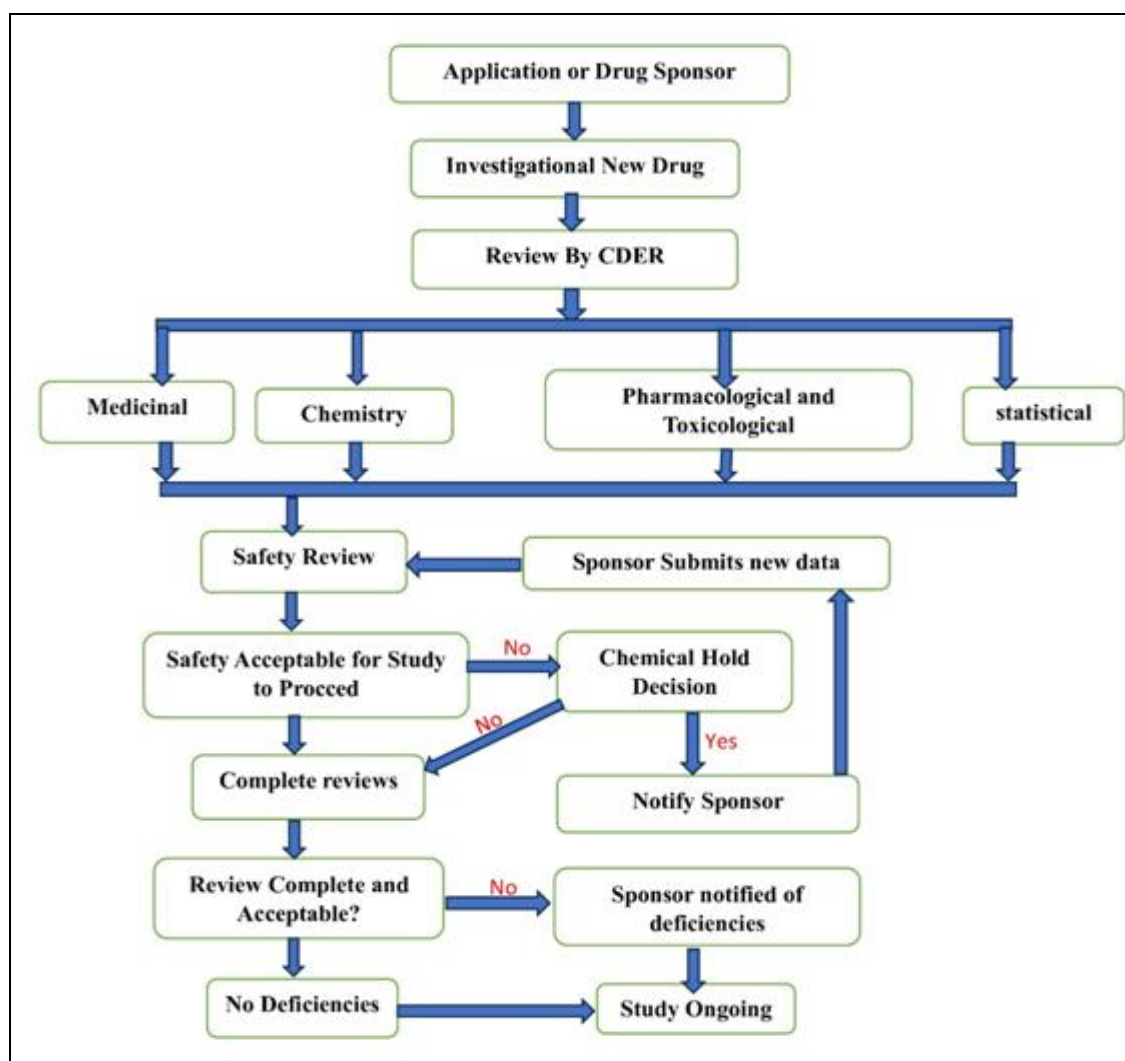 Application or Drug Sponsor
Investigational New Drug
Review By CDER
Medicinal
Chemistry
Pharmacological and
Toxicological
statistical
Safety Review
Sponsor Submits new data
Safety Acceptable for Study
to Procced
No
Chemical Hold
Decision
No
Yes
Complete reviews
Notify Sponsor
Review Complete and
Acceptable?
No
Sponsor notified of
deficiencies
No Deficiencies
Study Ongoing